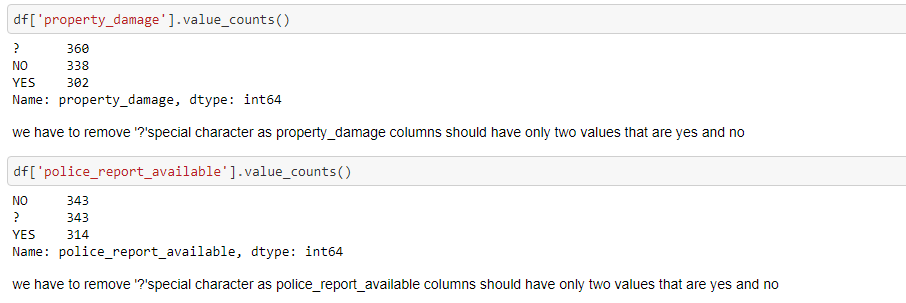 df['property_damage'].value_counts()
? 360
NO 338
YES 302
Name: property_damage, dtype: int64
we have to remove '?'special character as property_damage columns should have only two values that are yes and no
df['police_report_available'].value_counts()
NO 343
? 343
YES 314
Name: police_report_available, dtype: int64
we have to remove '?'special character as police_report_available columns should have only two values that are yes and no